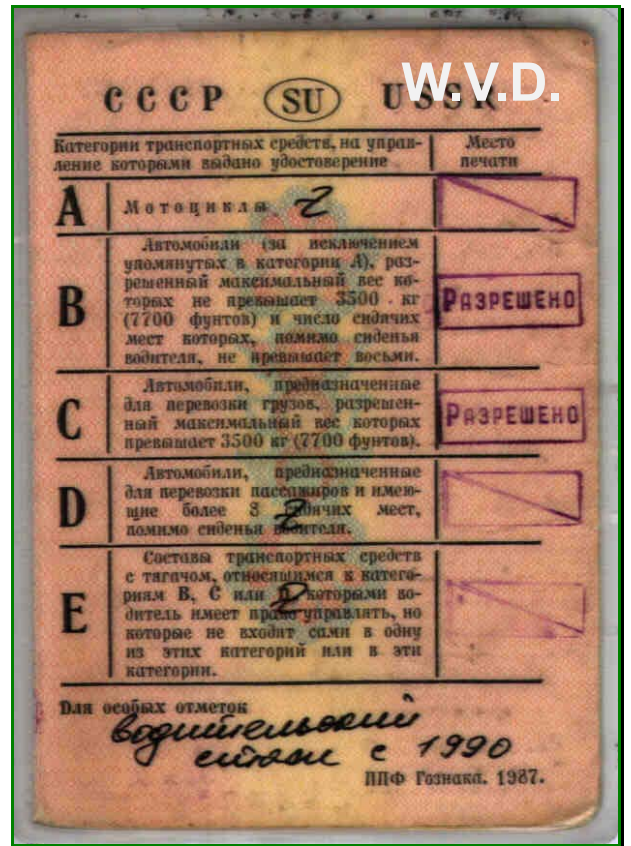 W.V.D.
СССР SU USSR
Категории транспортных средств, на управ-
ление которыми выдано удостоверение
Место
печати
A Мотоциклы
B Автомобили (за исключением
упомянутых в категории А), раз-
решенный максимальный вес ко-
торых не превышает 3500 кг
(7700 фунтов) и число сидячих
мест которых, помимо сиденья
водителя, не превышает восьми.
РАЗРЕШЕНО
C Автомобили, предназначенные
для перевозки грузов, разрешен-
ный максимальный вес которых
превышает 3500 кг (7700 фунтов).
РАЗРЕШЕНО
D Автомобили, предназначенные
для перевозки пассажиров и имею-
щие более 8 сидячих мест,
помимо сиденья водителя.
E Составы транспортных средств
с тягачом, относящимся к катего-
риям B, C или D, которыми во-
дитель имеет право управлять, но
которые не входят сами в одну
из этих категорий или в эти
категории.
Для особых отметок
водительский
стаж с 1990
ППФ Гознака. 1987.